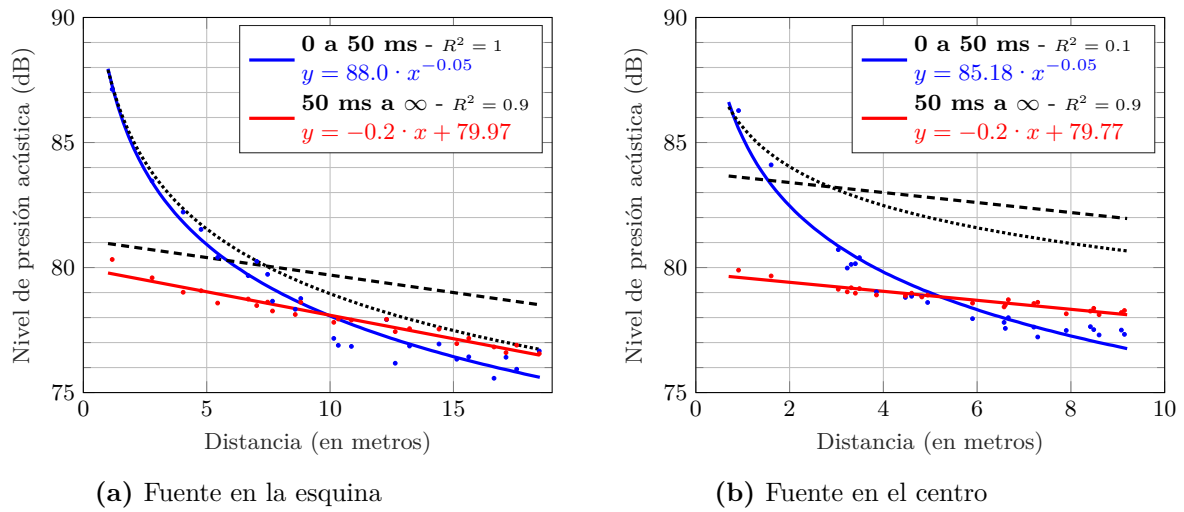 90
85
80
75
0
5
10
15
Nivel de presión acústica (dB)
Distancia (en metros)
0 a 50 ms - R² = 1
y = 88.0 · x^−0.05
50 ms a ∞ - R² = 0.9
y = −0.2 · x + 79.97
(a) Fuente en la esquina
90
85
80
75
0
2
4
6
8
10
Nivel de presión acústica (dB)
Distancia (en metros)
0 a 50 ms - R² = 0.1
y = 85.18 · x^−0.05
50 ms a ∞ - R² = 0.9
y = −0.2 · x + 79.77
(b) Fuente en el centro